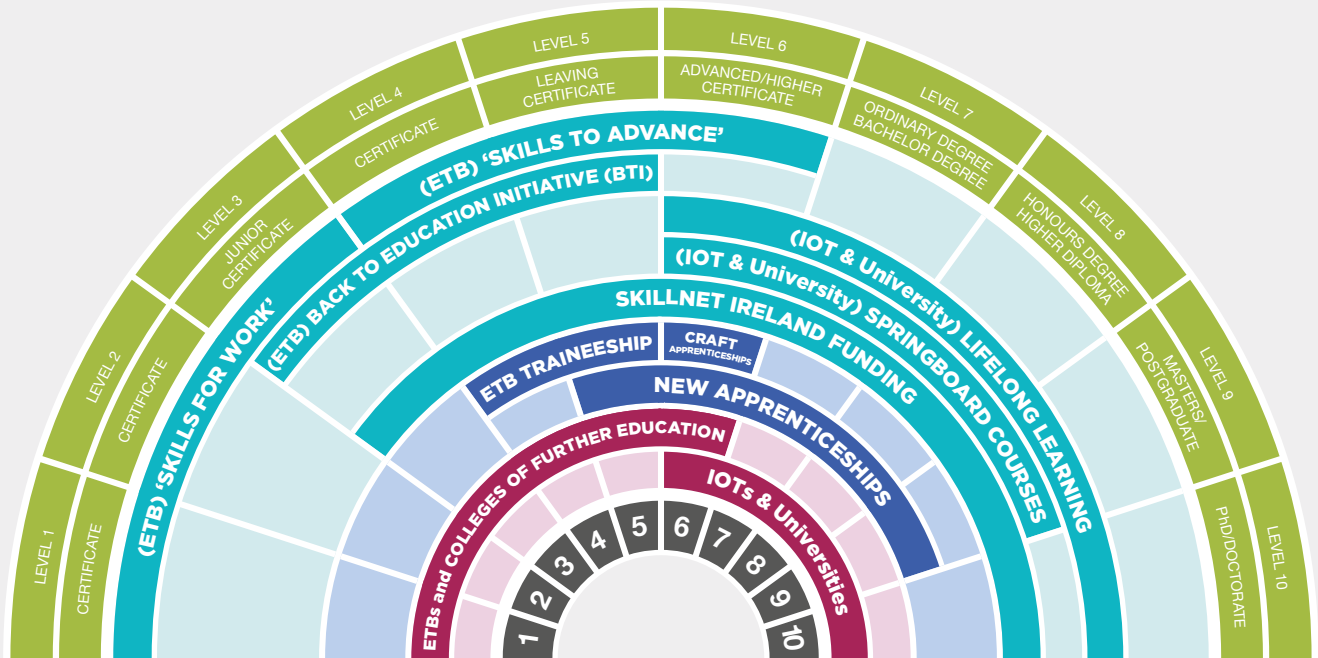 LEVEL 1
LEVEL 2
LEVEL 3
LEVEL 4
LEVEL 5
LEVEL 6
LEVEL 7
LEVEL 8
LEVEL 9
LEVEL 10
CERTIFICATE
CERTIFICATE
JUNIOR
CERTIFICATE
CERTIFICATE
LEAVING
CERTIFICATE
ADVANCED/HIGHER
CERTIFICATE
ORDINARY DEGREE
BACHELOR DEGREE
HONOURS DEGREE
HIGHER DIPLOMA
MASTERS/
POSTGRADUATE
PhD/DOCTORATE
(ETB) ‘SKILLS FOR WORK’
(ETB) ‘SKILLS TO ADVANCE’
(ETB) BACK TO EDUCATION INITIATIVE (BTI)
(IOT & University) LIFELONG LEARNING
(IOT & University) SPRINGBOARD COURSES
SKILLNET IRELAND FUNDING
ETB TRAINEESHIP
CRAFT
APPRENTICESHIPS
NEW APPRENTICESHIPS
ETBs and COLLEGES OF FURTHER EDUCATION
IOTs & Universities
1
2
3
4
5
6
7
8
9
10